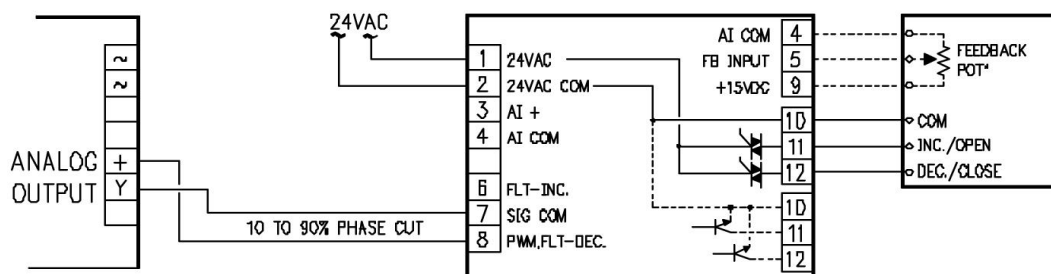 24VAC
~
~
ANALOG +
OUTPUT Y
10 TO 90% PHASE CUT
1 24VAC
2 24VAC COM
3 AI +
4 AI COM
6 FLT-INC.
7 SIG COM
8 PWM,FLT-DEC.
AI COM 4
FB INPUT 5
+15VDC 9
10
11
12
10
11
12
FEEDBACK
POT*
COM
INC./OPEN
DEC./CLOSE